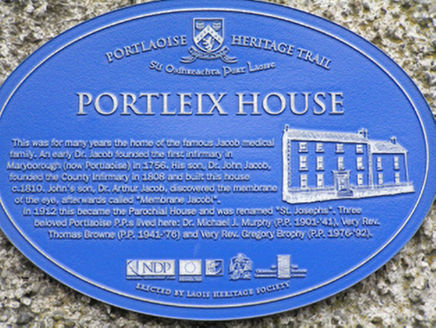 PORTLAOISE HERITAGE TRAIL
Slí Oidhreachta Phort Laoise
PORTLEIX HOUSE
This was for many years the home of the famous Jacob medical
family. An early Dr. Jacob founded the first infirmary in
Maryborough (now Portlaoise) in 1756. His son, Dr. John Jacob,
founded the County Infirmary in 1808 and built this house
c.1810. John's son, Dr. Arthur Jacob, discovered the membrane
of the eye, afterwards called "Membrane Jacobi".
In 1912 this became the Parochial House and was renamed "St. Josephs". Three
beloved Portlaoise P.P.s lived here: Dr. Michael J. Murphy (P.P. 1901-'41), Very Rev.
Thomas Browne (P.P. 1941-'76) and Very Rev. Gregory Brophy (P.P. 1976-'92).
NDP
ERECTED BY LAOIS HERITAGE SOCIETY